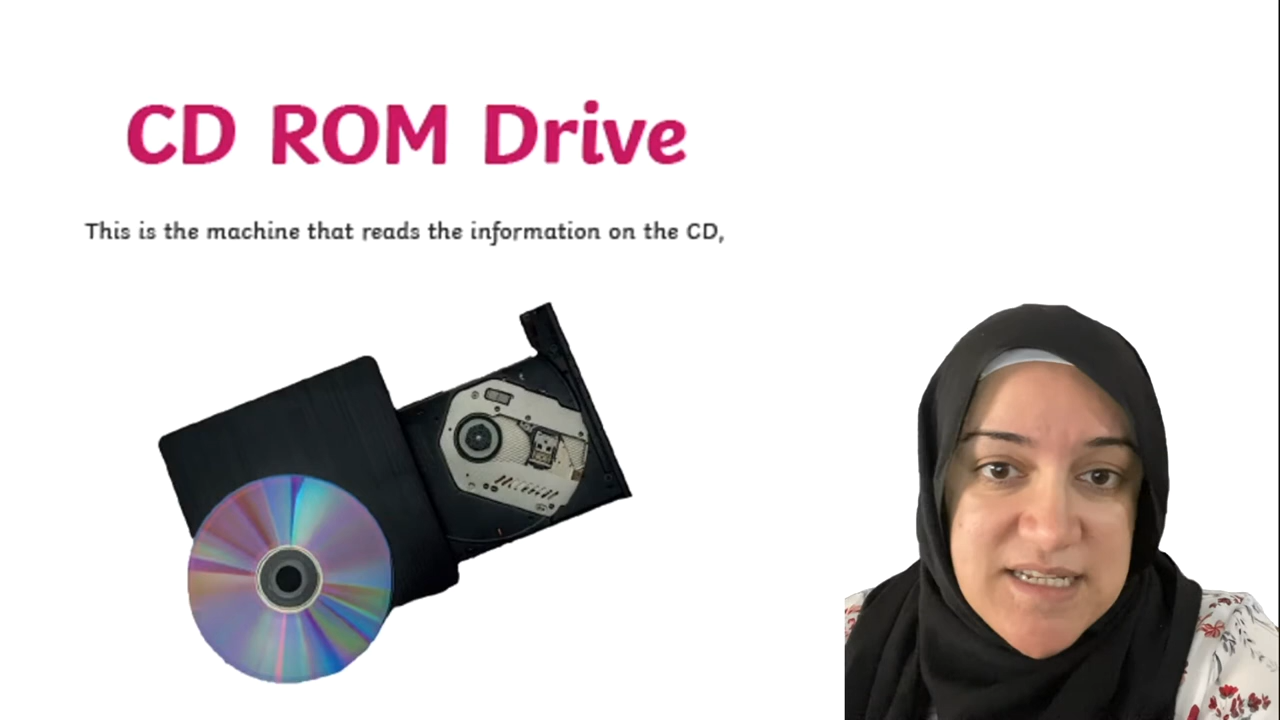 CD ROM Drive
This is the machine that reads the information on the CD,